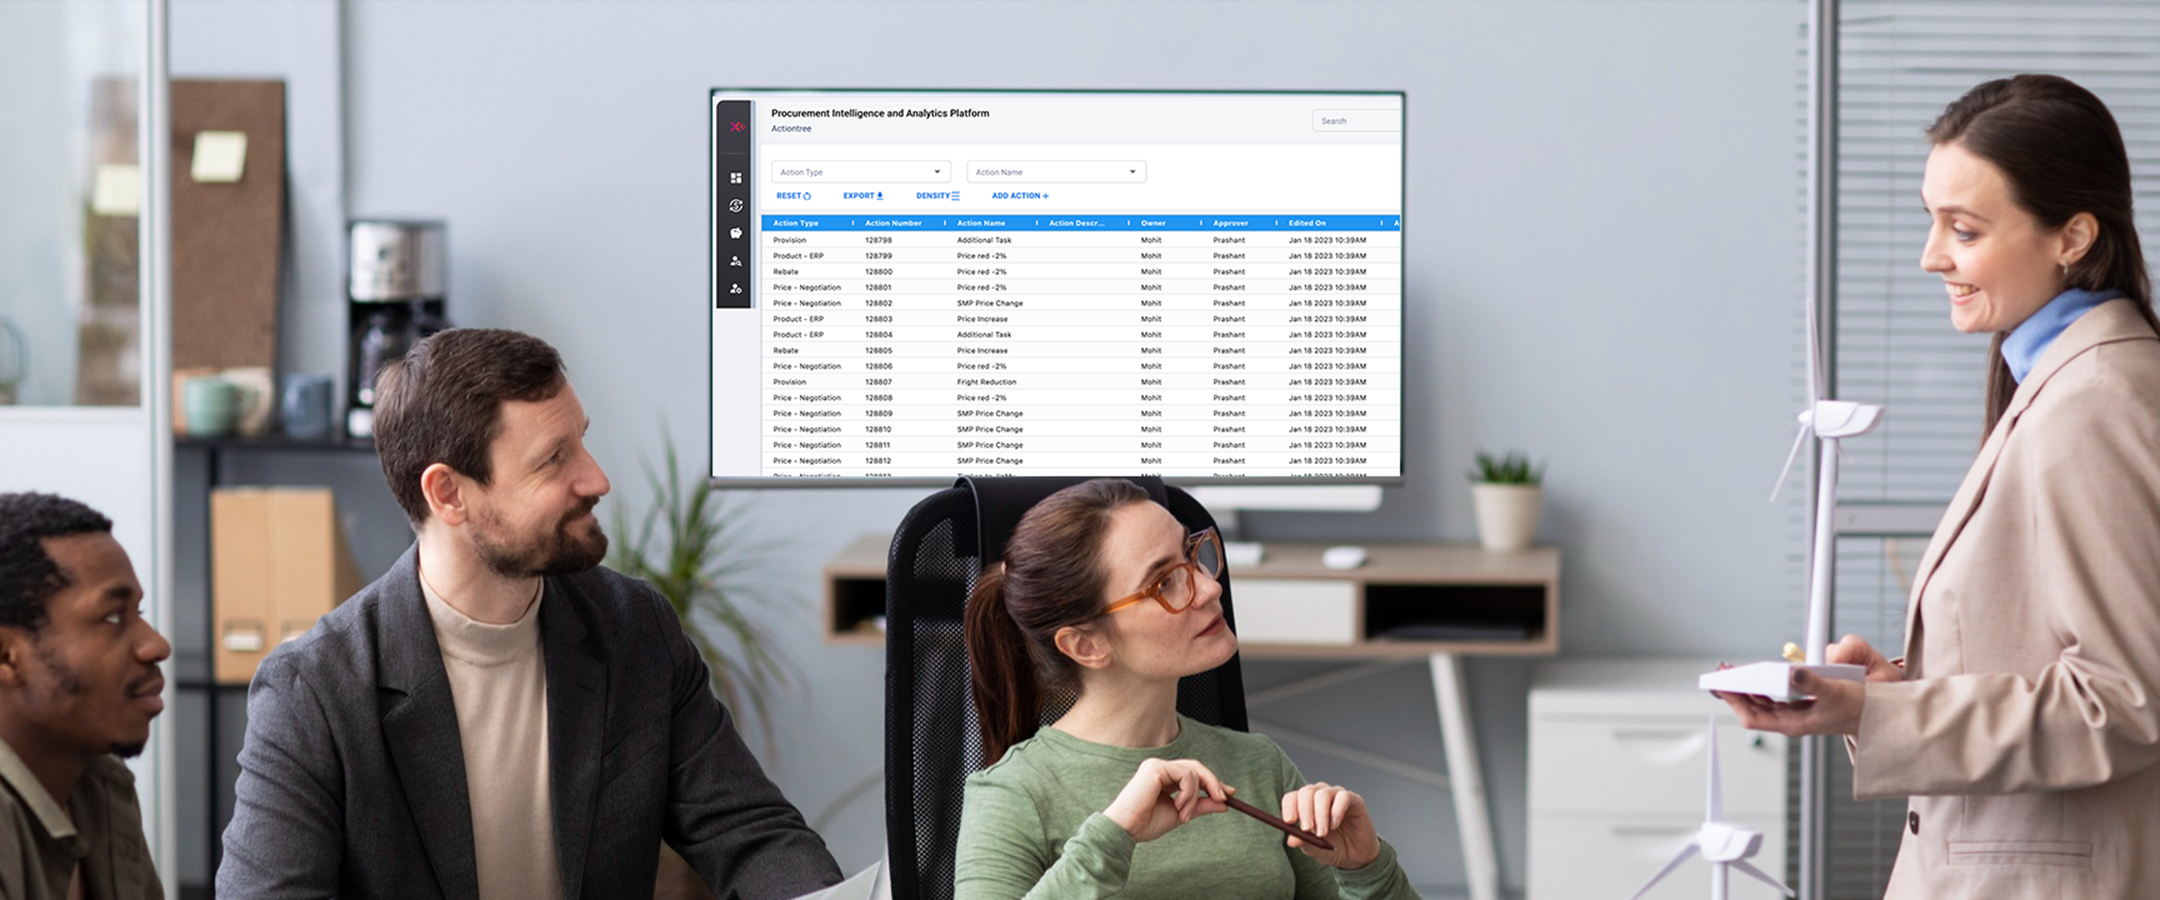 Procurement Intelligence and Analytics Platform
Actiontree
Search
Action Type Action Name
RESET EXPORT DENSITY ADD ACTION +
Action Type Action Number Action Name Action Descr... Owner Approver Edited On A
Provision 128798 Additional Task Mohit Prashant Jan 18 2023 10:39AM
Product - ERP 128799 Price red -2% Mohit Prashant Jan 18 2023 10:39AM
Rebate 128800 Price red -2% Mohit Prashant Jan 18 2023 10:39AM
Price - Negotiation 128801 Price red -2% Mohit Prashant Jan 18 2023 10:39AM
Price - Negotiation 128802 SMP Price Change Mohit Prashant Jan 18 2023 10:39AM
Product - ERP 128803 Price Increase Mohit Prashant Jan 18 2023 10:39AM
Product - ERP 128804 Additional Task Mohit Prashant Jan 18 2023 10:39AM
Rebate 128805 Price Increase Mohit Prashant Jan 18 2023 10:39AM
Price - Negotiation 128806 Price red -2% Mohit Prashant Jan 18 2023 10:39AM
Provision 128807 Fright Reduction Mohit Prashant Jan 18 2023 10:39AM
Price - Negotiation 128808 Price red -2% Mohit Prashant Jan 18 2023 10:39AM
Price - Negotiation 128809 SMP Price Change Mohit Prashant Jan 18 2023 10:39AM
Price - Negotiation 128810 SMP Price Change Mohit Prashant Jan 18 2023 10:39AM
Price - Negotiation 128811 SMP Price Change Mohit Prashant Jan 18 2023 10:39AM
Price - Negotiation 128812 SMP Price Change Mohit Prashant Jan 18 2023 10:39AM